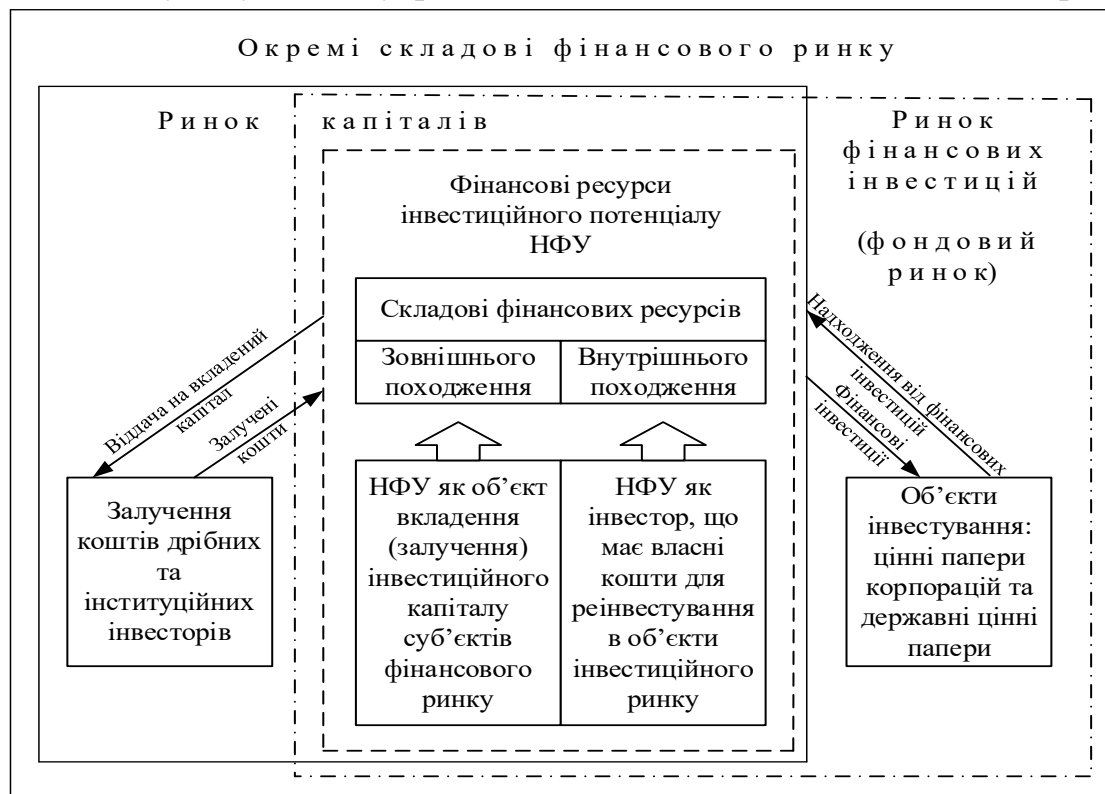 Окремі складові фінансового ринку
Ринок капіталів
Ринок
фінансових
інвестицій
(фондовий
ринок)
Фінансові ресурси
інвестиційного потенціалу
НФУ
Складові фінансових ресурсів
Зовнішнього
походження
Внутрішнього
походження
Віддача на вкладений
капітал
Залучені
кошти
Надходження від фінансових
інвестицій
Фінансові
інвестиції
Залучення
коштів дрібних
та
інституційних
інвесторів
НФУ як об’єкт
вкладення
(залучення)
інвестиційного
капіталу
суб’єктів
фінансового
ринку
НФУ як
інвестор, що
має власні
кошти для
реінвестування
в об’єкти
інвестиційного
ринку
Об’єкти
інвестування:
цінні папери
корпорацій та
державні цінні
папери